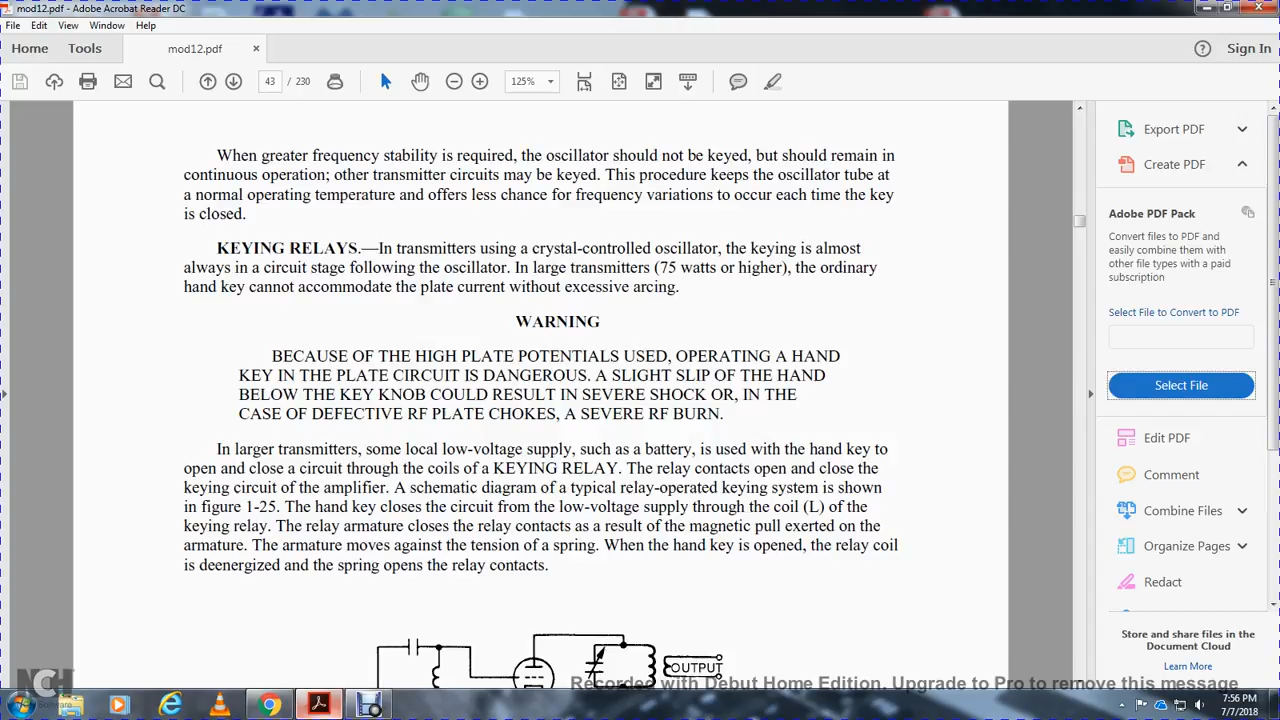 mod12.pdf - Adobe Acrobat Reader DC
File Edit View Window Help
Home Tools mod12.pdf × ? Sign In
43 / 230 125%
When greater frequency stability is required, the oscillator should not be keyed, but should remain in
continuous operation; other transmitter circuits may be keyed. This procedure keeps the oscillator tube at
a normal operating temperature and offers less chance for frequency variations to occur each time the key
is closed.
KEYING RELAYS.—In transmitters using a crystal-controlled oscillator, the keying is almost
always in a circuit stage following the oscillator. In large transmitters (75 watts or higher), the ordinary
hand key cannot accommodate the plate current without excessive arcing.
WARNING
BECAUSE OF THE HIGH PLATE POTENTIALS USED, OPERATING A HAND
KEY IN THE PLATE CIRCUIT IS DANGEROUS. A SLIGHT SLIP OF THE HAND
BELOW THE KEY KNOB COULD RESULT IN SEVERE SHOCK OR, IN THE
CASE OF DEFECTIVE RF PLATE CHOKES, A SEVERE RF BURN.
In larger transmitters, some local low-voltage supply, such as a battery, is used with the hand key to
open and close a circuit through the coils of a KEYING RELAY. The relay contacts open and close the
keying circuit of the amplifier. A schematic diagram of a typical relay-operated keying system is shown
in figure 1-25. The hand key closes the circuit from the low-voltage supply through the coil (L) of the
keying relay. The relay armature closes the relay contacts as a result of the magnetic pull exerted on the
armature. The armature moves against the tension of a spring. When the hand key is opened, the relay coil
is deenergized and the spring opens the relay contacts.
OUTPUT
Export PDF
Create PDF
Adobe PDF Pack
Convert files to PDF and
easily combine them with
other file types with a paid
subscription
Select File to Convert to PDF
Select File
Edit PDF
Comment
Combine Files
Organize Pages
Redact
Store and share files in the
Document Cloud
Learn More
NCH
Software
Recorded with Debut Home Edition. Upgrade to Pro to remove this message
7:56 PM
7/7/2018